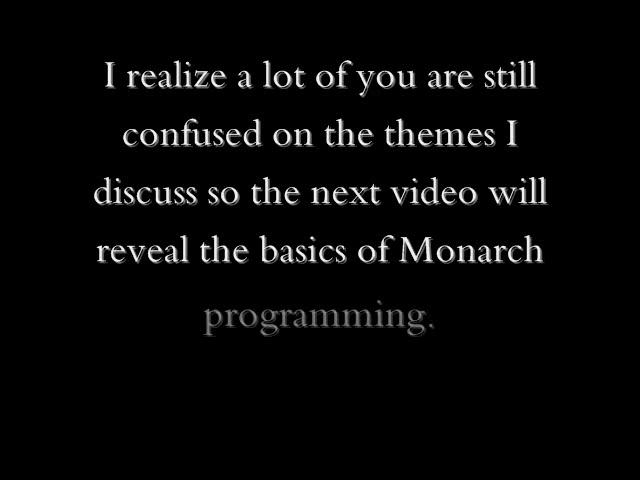 I realize a lot of you are still
confused on the themes I
discuss so the next video will
reveal the basics of Monarch
programming.